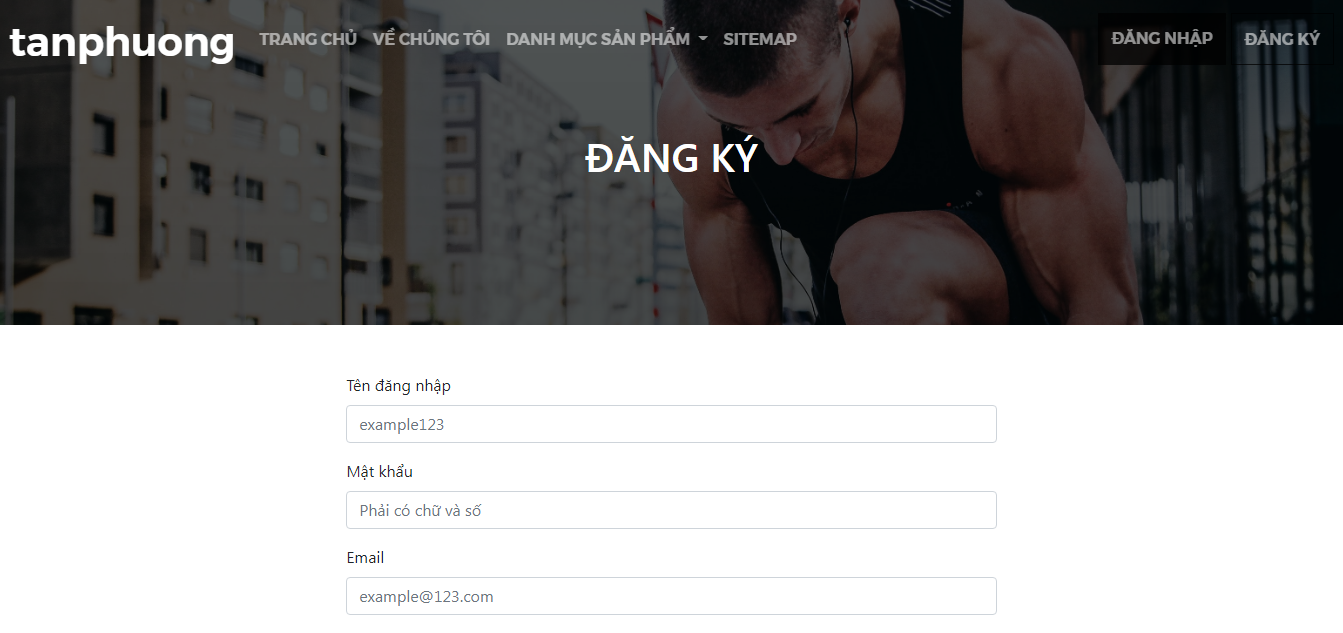 tanphuong TRANG CHỦ VỀ CHÚNG TÔI DANH MỤC SẢN PHẨM SITEMAP ĐĂNG NHẬP ĐĂNG KÝ
ĐĂNG KÝ
Tên đăng nhập
example123
Mật khẩu
Phải có chữ và số
Email
example@123.com